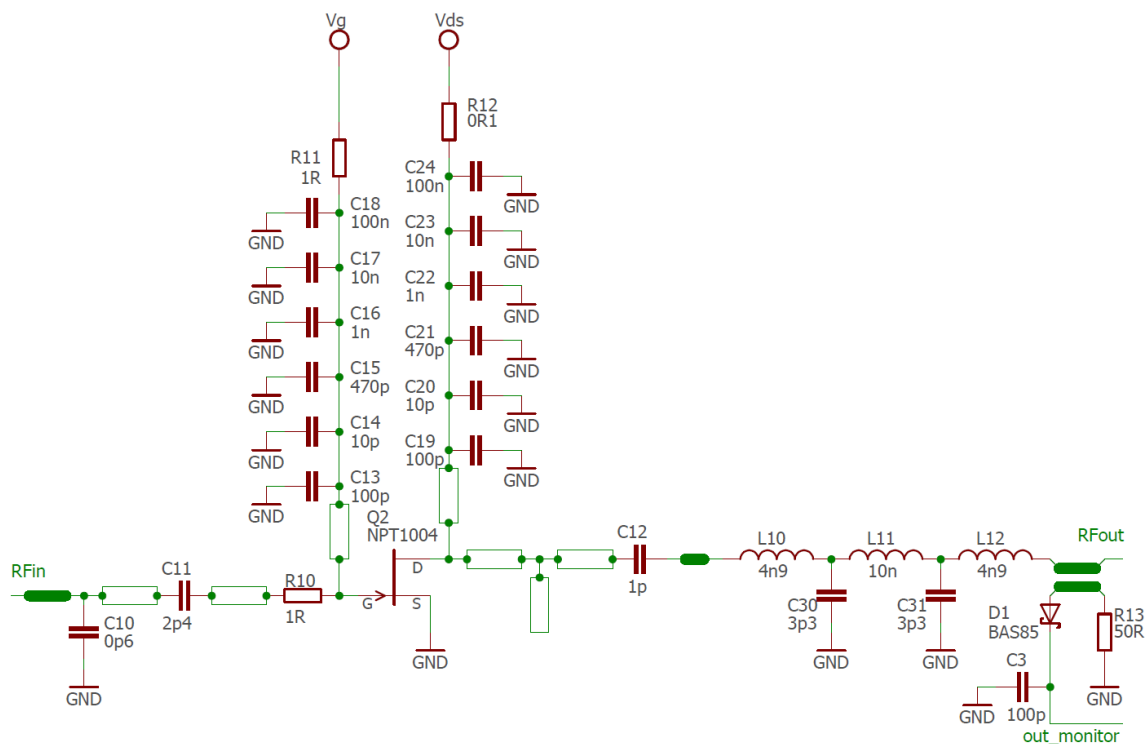 Vg
Vds
R12
0R1
R11
1R
C24
100n
GND
C18
100n
GND
C23
10n
GND
C17
10n
GND
C22
1n
GND
C16
1n
GND
C21
470p
GND
C15
470p
GND
C20
10p
GND
C14
10p
GND
C19
100p
GND
C13
100p
GND
Q2
NPT1004
D
G
S
GND
RFin
C10
0p6
GND
C11
2p4
R10
1R
C12
1p
L10
4n9
L11
10n
L12
4n9
RFout
C30
3p3
GND
C31
3p3
GND
D1
BAS85
R13
50R
GND
C3
100p
GND
out_monitor